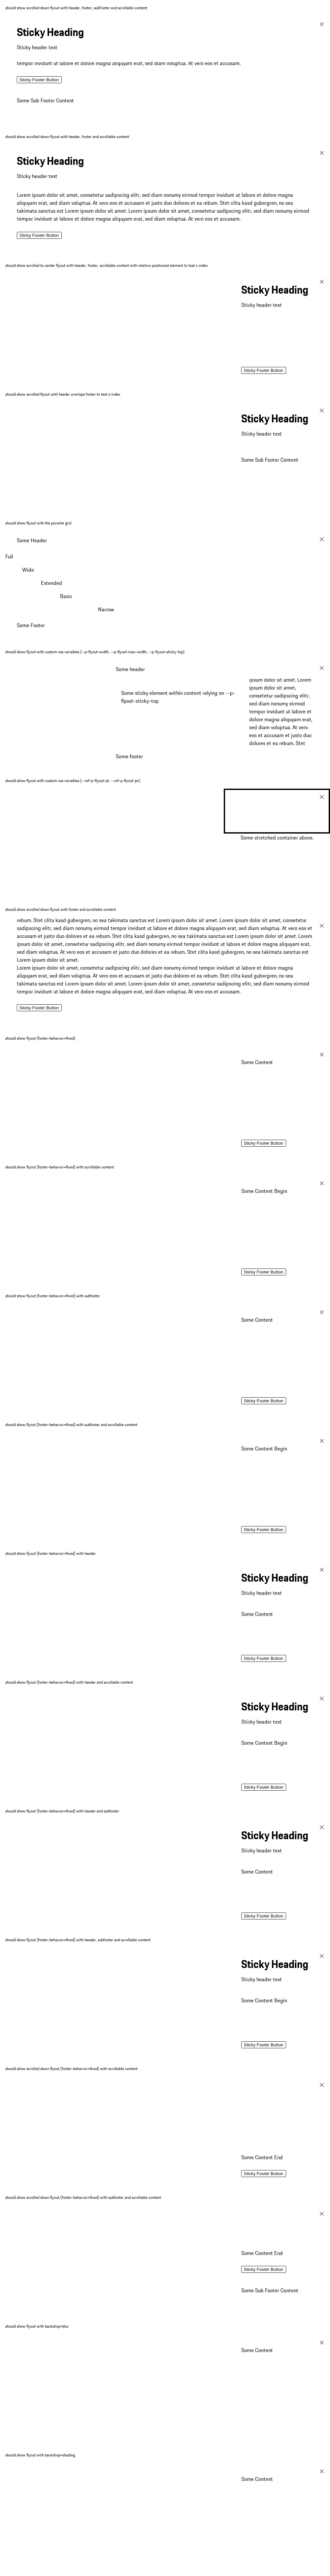 should show scrolled down flyout with header, footer, subFooter and scrollable content
Sticky Heading
Sticky header text
tempor invidunt ut labore et dolore magna aliquyam erat, sed diam voluptua. At vero eos et accusam.
Sticky Footer Button
Some Sub Footer Content
should show scrolled down flyout with header, footer and scrollable content
Sticky Heading
Sticky header text
Lorem ipsum dolor sit amet, consetetur sadipscing elitr, sed diam nonumy eirmod tempor invidunt ut labore et dolore magna
aliquyam erat, sed diam voluptua. At vero eos et accusam et justo duo dolores et ea rebum. Stet clita kasd gubergren, no sea
takimata sanctus est Lorem ipsum dolor sit amet. Lorem ipsum dolor sit amet, consetetur sadipscing elitr, sed diam nonumy eirmod
tempor invidunt ut labore et dolore magna aliquyam erat, sed diam voluptua. At vero eos et accusam.
Sticky Footer Button
should show scrolled to center flyout with header, footer, scrollable content with relative positioned element to test z-index
Sticky Heading
Sticky header text
Sticky Footer Button
should show scrolled flyout until header overlaps footer to test z-index
Sticky Heading
Sticky header text
Some Sub Footer Content
should show flyout with the porsche grid
Some Header
Full
Wide
Extended
Basic
Narrow
Some Footer
should show flyout with custom css variables [--p-flyout-width, --p-flyout-max-width, --p-flyout-sticky-top]
Some header
Some sticky element within content relying on --p-
flyout-sticky-top
ipsum dolor sit amet. Lorem
ipsum dolor sit amet,
consetetur sadipscing elitr,
sed diam nonumy eirmod
tempor invidunt ut labore et
dolore magna aliquyam erat,
sed diam voluptua. At vero
eos et accusam et justo duo
dolores et ea rebum. Stet
Some footer
should show flyout with custom css variables [--ref-p-flyout-pt, --ref-p-flyout-px]
Some stretched container above.
should show scrolled down flyout with footer and scrollable content
rebum. Stet clita kasd gubergren, no sea takimata sanctus est Lorem ipsum dolor sit amet. Lorem ipsum dolor sit amet, consetetur
sadipscing elitr, sed diam nonumy eirmod tempor invidunt ut labore et dolore magna aliquyam erat, sed diam voluptua. At vero eos et
accusam et justo duo dolores et ea rebum. Stet clita kasd gubergren, no sea takimata sanctus est Lorem ipsum dolor sit amet. Lorem
ipsum dolor sit amet, consetetur sadipscing elitr, sed diam nonumy eirmod tempor invidunt ut labore et dolore magna aliquyam
erat, sed diam voluptua. At vero eos et accusam et justo duo dolores et ea rebum. Stet clita kasd gubergren, no sea takimata sanctus est
Lorem ipsum dolor sit amet.
Lorem ipsum dolor sit amet, consetetur sadipscing elitr, sed diam nonumy eirmod tempor invidunt ut labore et dolore magna
aliquyam erat, sed diam voluptua. At vero eos et accusam et justo duo dolores et ea rebum. Stet clita kasd gubergren, no sea
takimata sanctus est Lorem ipsum dolor sit amet. Lorem ipsum dolor sit amet, consetetur sadipscing elitr, sed diam nonumy eirmod
tempor invidunt ut labore et dolore magna aliquyam erat, sed diam voluptua. At vero eos et accusam.
Sticky Footer Button
should show flyout [footer-behavior=fixed]
Some Content
Sticky Footer Button
should show flyout [footer-behavior=fixed] with scrollable content
Some Content Begin
Sticky Footer Button
should show flyout [footer-behavior=fixed] with subfooter
Some Content
Sticky Footer Button
should show flyout [footer-behavior=fixed] with subfooter and scrollable content
Some Content Begin
Sticky Footer Button
should show flyout [footer-behavior=fixed] with header
Sticky Heading
Sticky header text
Some Content
Sticky Footer Button
should show flyout [footer-behavior=fixed] with header and scrollable content
Sticky Heading
Sticky header text
Some Content Begin
Sticky Footer Button
should show flyout [footer-behavior=fixed] with header and subfooter
Sticky Heading
Sticky header text
Some Content
Sticky Footer Button
should show flyout [footer-behavior=fixed] with header, subfooter and scrollable content
Sticky Heading
Sticky header text
Some Content Begin
Sticky Footer Button
should show scrolled down flyout [footer-behavior=fixed] with scrollable content
Some Content End
Sticky Footer Button
should show scrolled down flyout [footer-behavior=fixed] with subfooter and scrollable content
Some Content End
Sticky Footer Button
Some Sub Footer Content
should show flyout with backdrop=blur
Some Content
should show flyout with backdrop=shading
Some Content